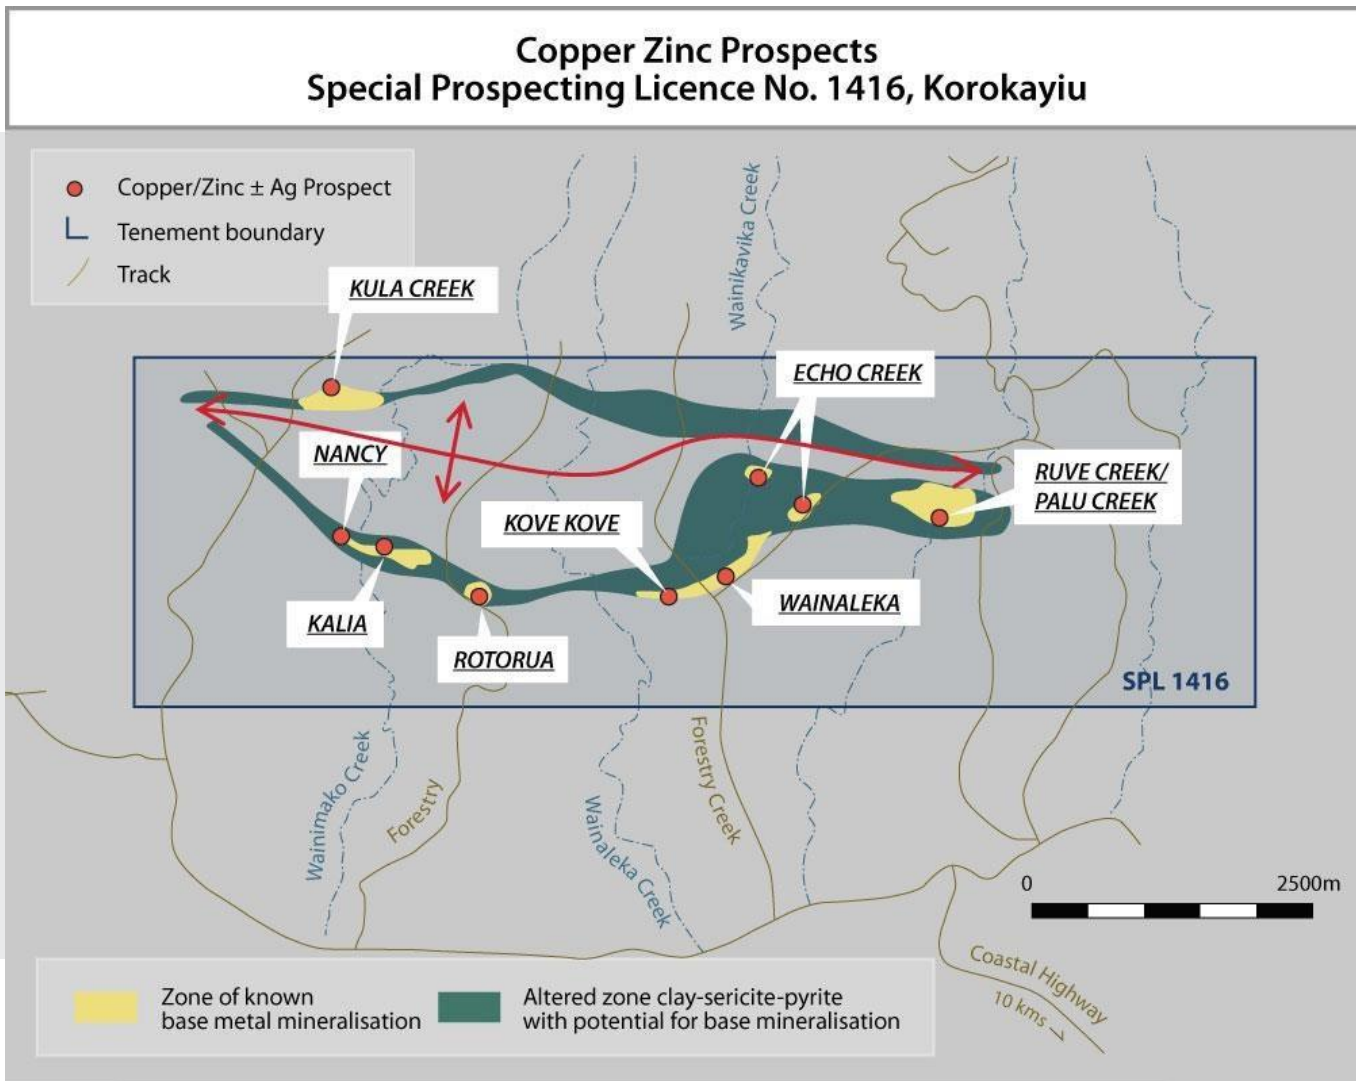 Copper Zinc Prospects
Special Prospecting Licence No. 1416, Korokayiu
Copper/Zinc ± Ag Prospect
Tenement boundary
Track
KULA CREEK
Wainikavika Creek
ECHO CREEK
NANCY
RUVE CREEK/
PALU CREEK
KOVE KOVE
KALIA
WAINALEKA
ROTORUA
SPL 1416
Wainimako Creek
Forestry
Wainaleka Creek
Forestry Creek
0 2500m
Coastal Highway
10 kms
Zone of known
base metal mineralisation
Altered zone clay-sericite-pyrite
with potential for base mineralisation